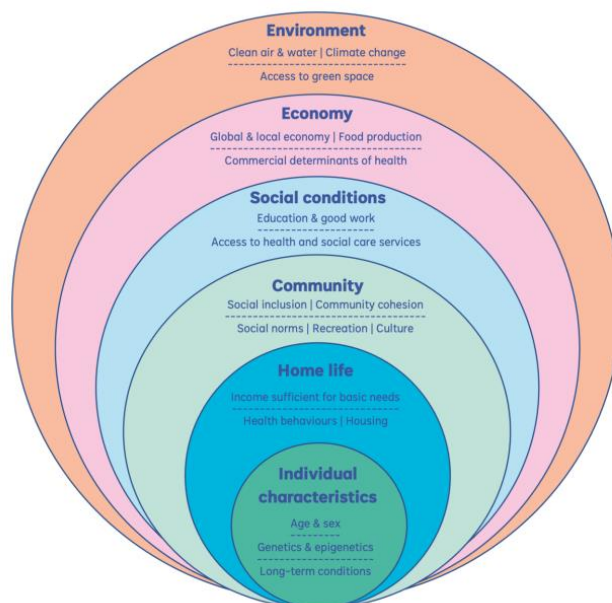 Environment
Clean air & water | Climate change
Access to green space
Economy
Global & local economy | Food production
Commercial determinants of health
Social conditions
Education & good work
Access to health and social care services
Community
Social inclusion | Community cohesion
Social norms | Recreation | Culture
Home life
Income sufficient for basic needs
Health behaviours | Housing
Individual
characteristics
Age & sex
Genetics & epigenetics
Long-term conditions